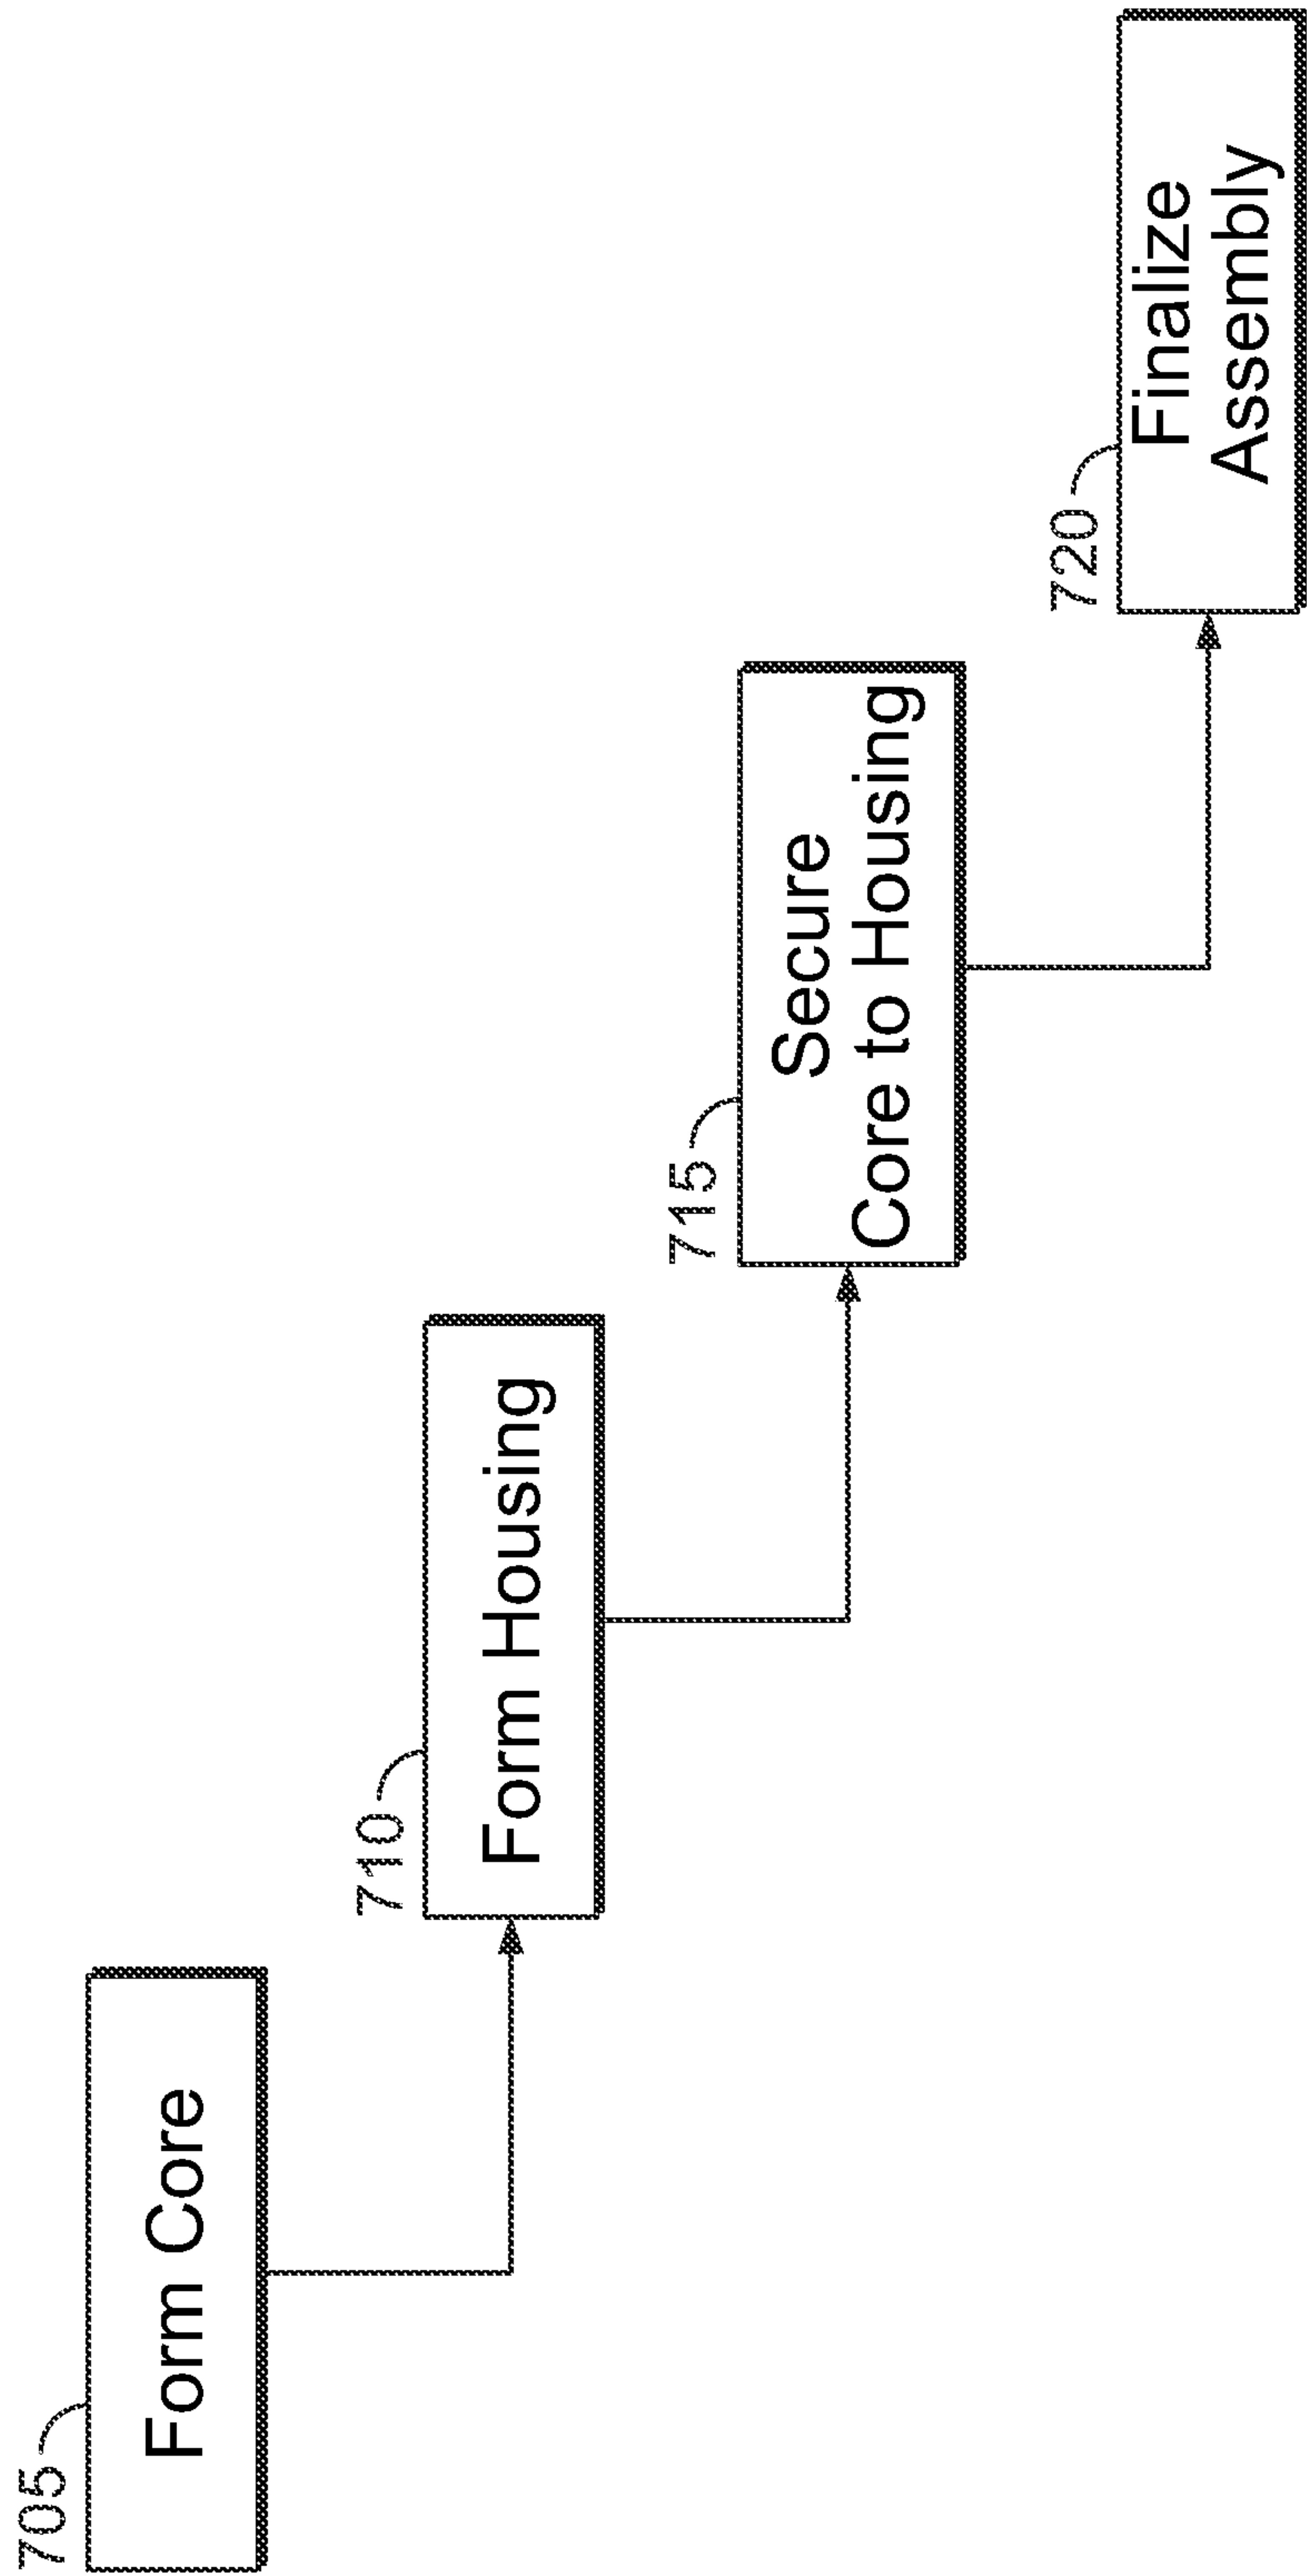 705
Form Core
710
Form Housing
715
Secure
Core to Housing
720
Finalize
Assembly